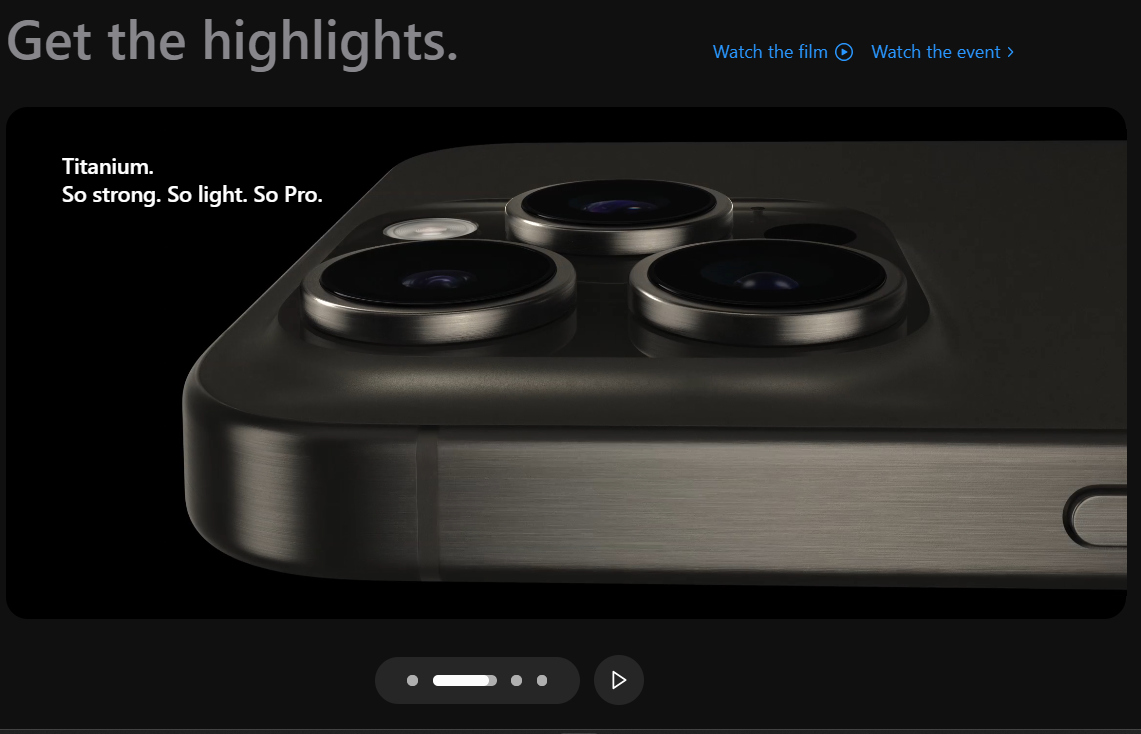 Get the highlights.
Watch the film
Watch the event
Titanium.
So strong. So light. So Pro.